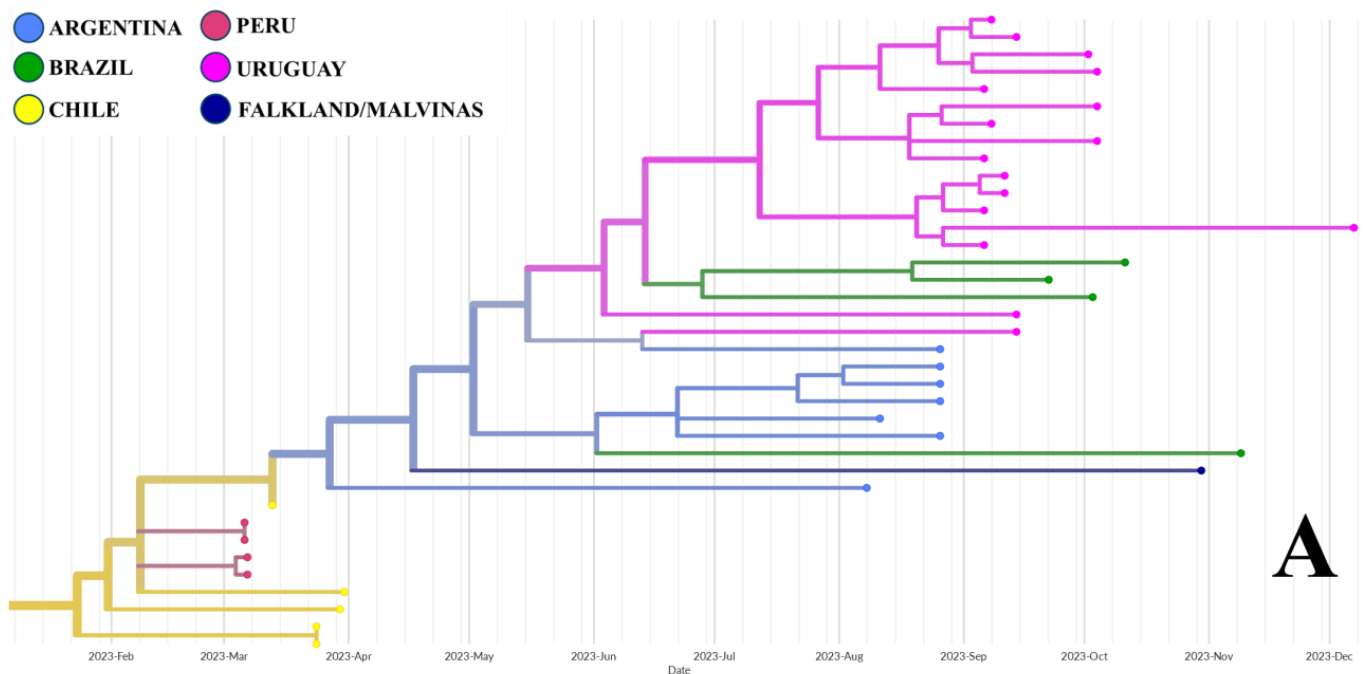 ARGENTINA
PERU
BRAZIL
URUGUAY
CHILE
FALKLAND/MALVINAS
A
2023-Feb
2023-Mar
2023-Apr
2023-May
2023-Jun
2023-Jul
2023-Aug
2023-Sep
2023-Oct
2023-Nov
2023-Dec
Date